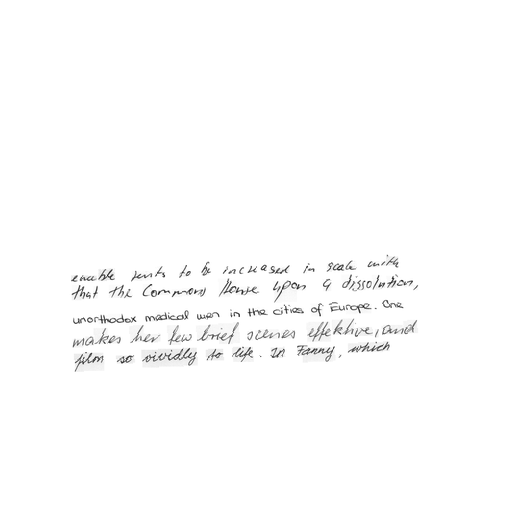 enable rents to be increased in scale with
that the Commons House upon a dissolution,
unorthodox medical men in the cities of Europe. One
makes her few brief scenes effektive, and
film so vividly to life. In Fanny, which